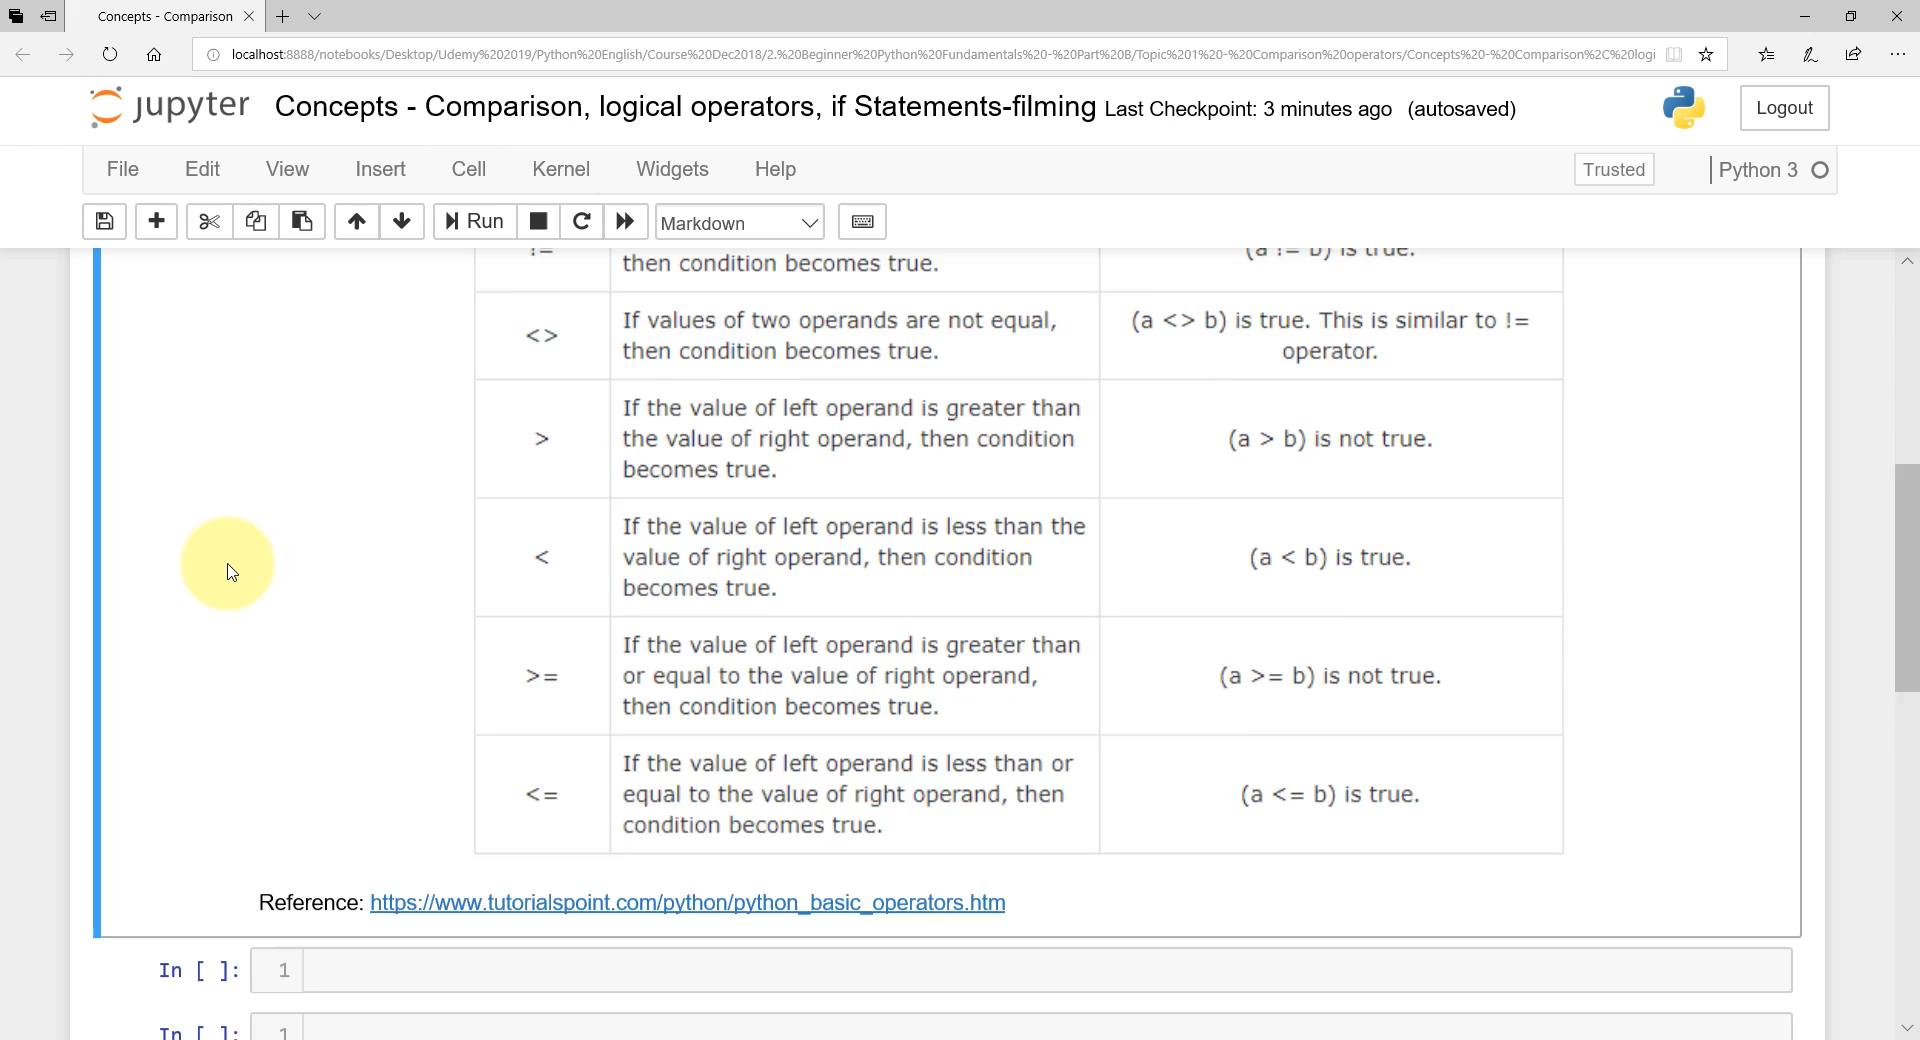 Concepts - Comparison
localhost:8888/notebooks/Desktop/Udemy%202019/Python%20English/Course%20Dec2018/2.%20Beginner%20Python%20Fundamentals%20-%20Part%20B/Topic%201%20-%20Comparison%20operators/Concepts%20-%20Comparison%2C%20logi
jupyter Concepts - Comparison, logical operators, if Statements-filming Last Checkpoint: 3 minutes ago (autosaved)
Logout
File Edit View Insert Cell Kernel Widgets Help
Trusted
Python 3
Run
Markdown
!=
then condition becomes true.
(a != b) is true.
<>
If values of two operands are not equal,
then condition becomes true.
(a <> b) is true. This is similar to !=
operator.
>
If the value of left operand is greater than
the value of right operand, then condition
becomes true.
(a > b) is not true.
<
If the value of left operand is less than the
value of right operand, then condition
becomes true.
(a < b) is true.
>=
If the value of left operand is greater than
or equal to the value of right operand,
then condition becomes true.
(a >= b) is not true.
<=
If the value of left operand is less than or
equal to the value of right operand, then
condition becomes true.
(a <= b) is true.
Reference: https://www.tutorialspoint.com/python/python_basic_operators.htm
In [ ]: 1
In [ ]: 1